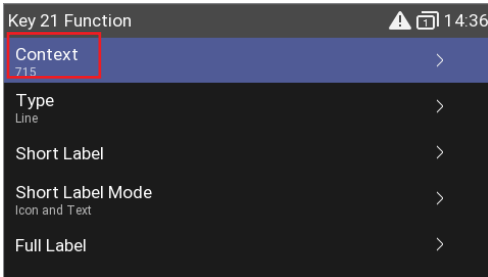 Key 21 Function 1 14:36
Context
715
Type
Line
Short Label
Short Label Mode
Icon and Text
Full Label